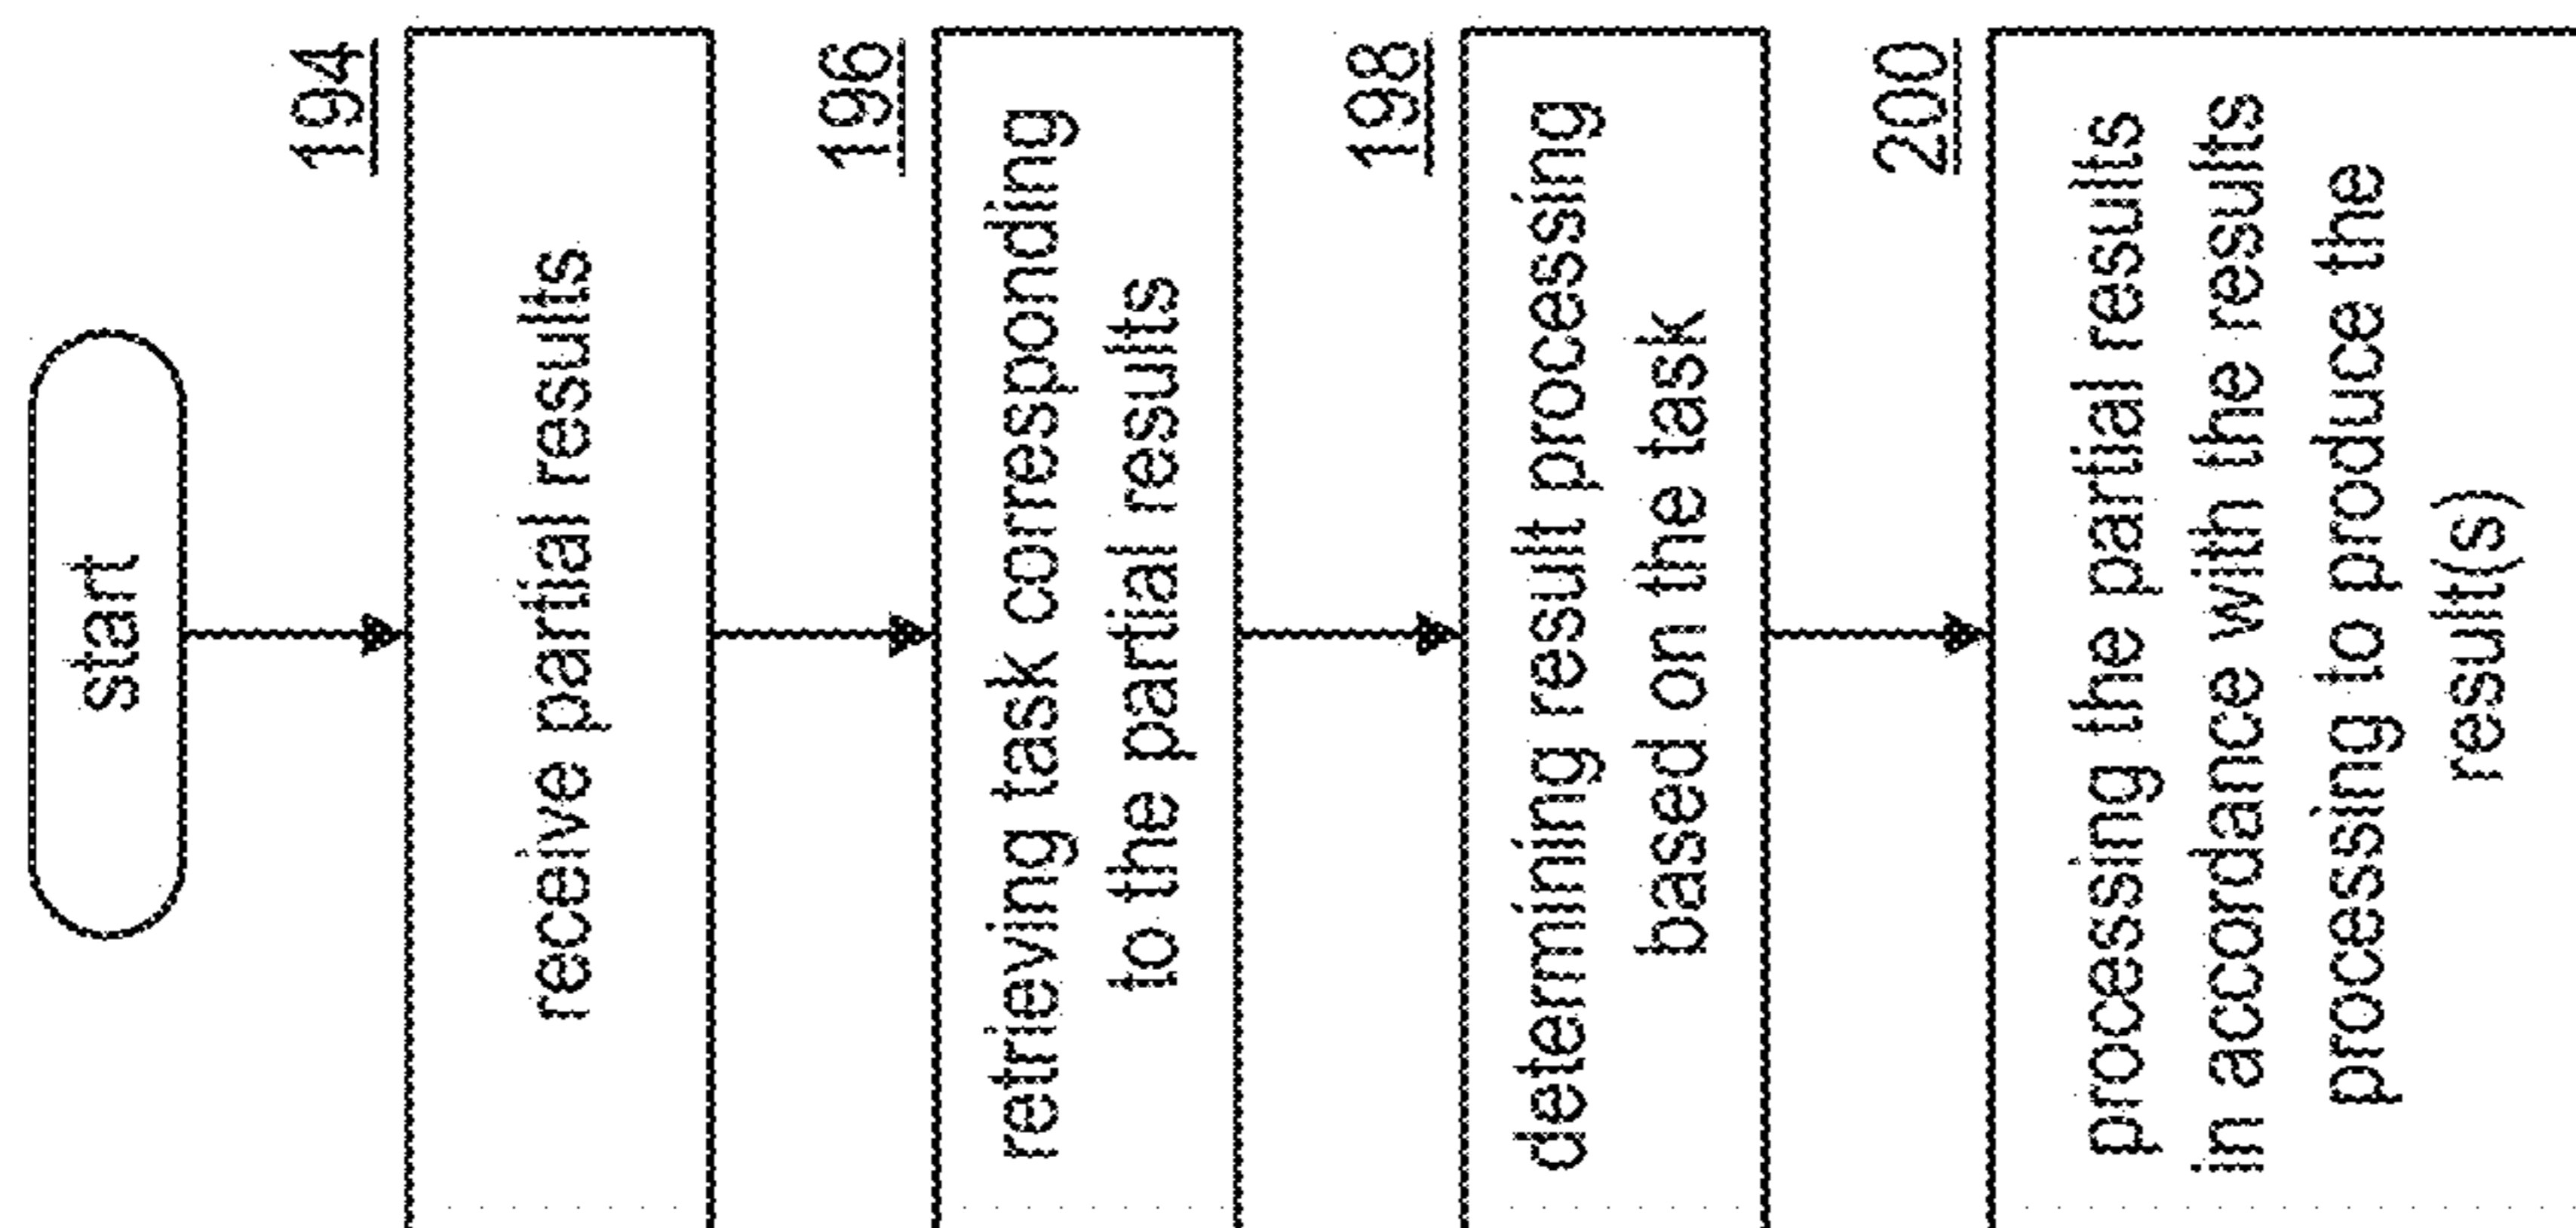 start
194
receive partial results
196
retrieving task corresponding
to the partial results
198
determining result processing
based on the task
200
processing the partial results
in accordance with the results
processing to produce the
result(s)